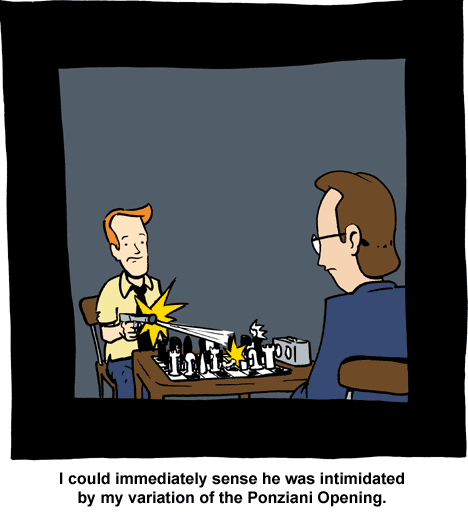 I could immediately sense he was intimidated
by my variation of the Ponziani Opening.